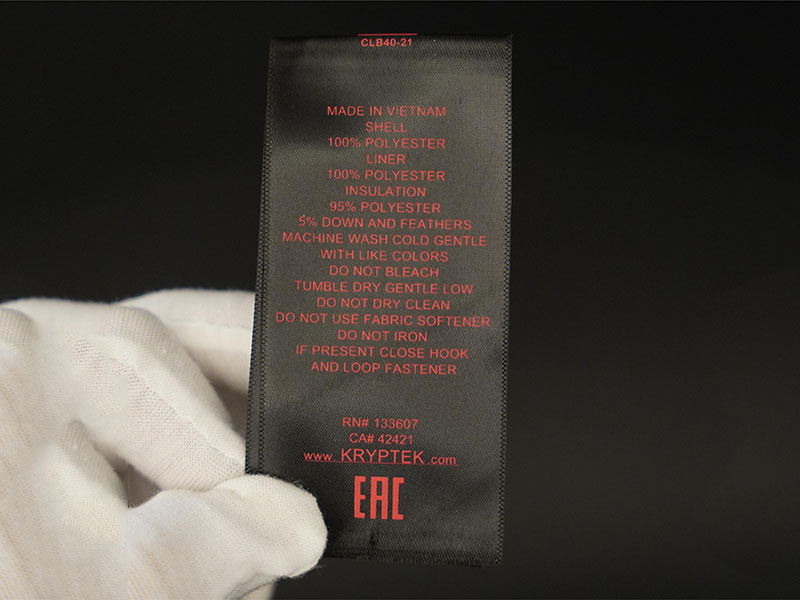 CLB40-21
MADE IN VIETNAM
SHELL
100% POLYESTER
LINER
100% POLYESTER
INSULATION
95% POLYESTER
5% DOWN AND FEATHERS
MACHINE WASH COLD GENTLE
WITH LIKE COLORS
DO NOT BLEACH
TUMBLE DRY GENTLE LOW
DO NOT DRY CLEAN
DO NOT USE FABRIC SOFTENER
DO NOT IRON
IF PRESENT CLOSE HOOK
AND LOOP FASTENER
RN# 133607
CA# 42421
www.KRYPTEK.com
EAC